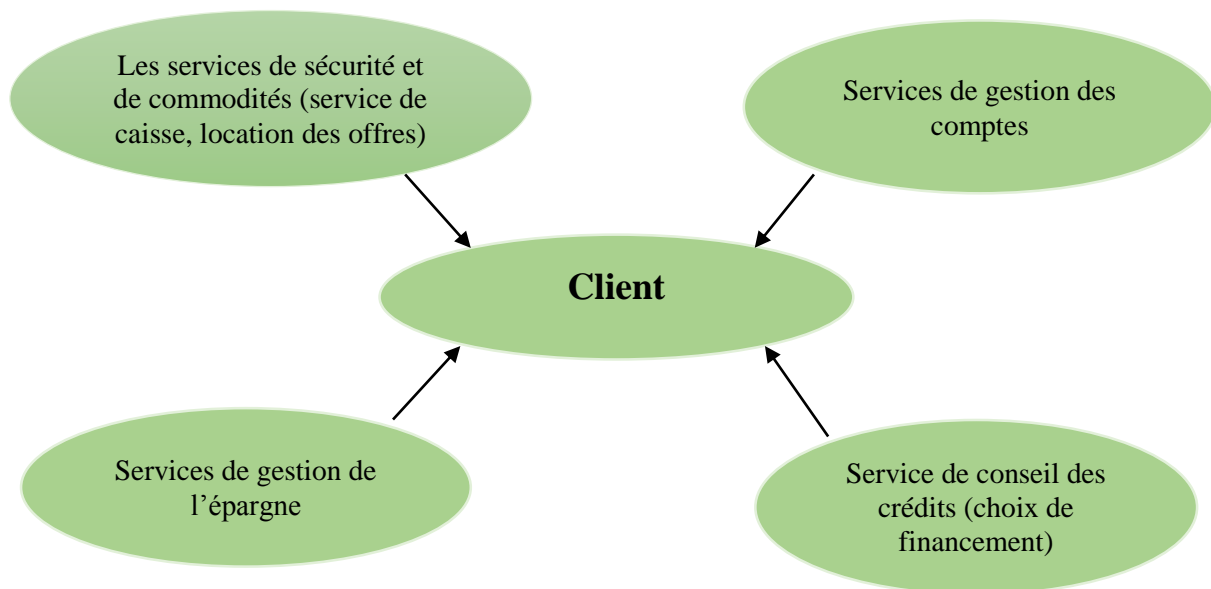 Les services de sécurité et
de commodités (service de
caisse, location des offres)
Services de gestion des
comptes
Client
Services de gestion de
l’épargne
Service de conseil des
crédits (choix de
financement)